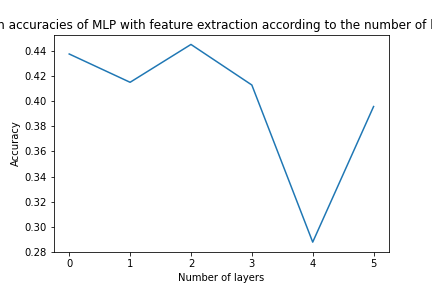 accuracies of MLP with feature extraction according to the number of
0.44
0.42
0.40
0.38
0.36
0.34
0.32
0.30
0.28
Accuracy
0 1 2 3 4 5
Number of layers